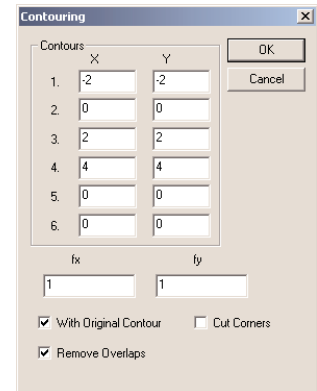 Contouring
Contours
OK
X Y
Cancel
1. -2 -2
2. 0 0
3. 2 2
4. 4 4
5. 0 0
6. 0 0
fx fy
1 1
With Original Contour Cut Corners
Remove Overlaps